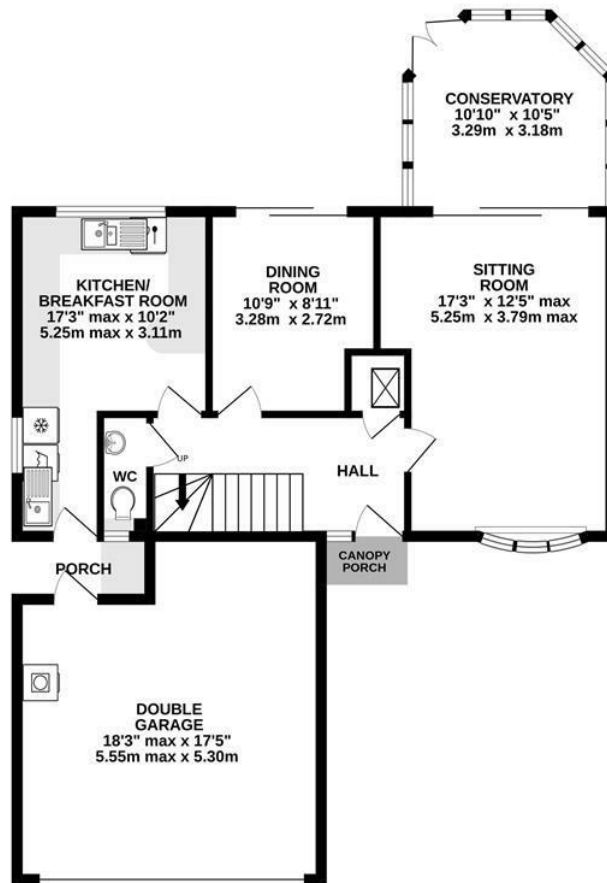 CONSERVATORY
10'10" x 10'5"
3.29m x 3.18m
KITCHEN/
BREAKFAST ROOM
17'3" max x 10'2"
5.25m max x 3.11m
DINING
ROOM
10'9" x 8'11"
3.28m x 2.72m
SITTING
ROOM
17'3" x 12'5" max
5.25m x 3.79m max
UP
WC
HALL
PORCH
CANOPY
PORCH
DOUBLE
GARAGE
18'3" max x 17'5"
5.55m max x 5.30m